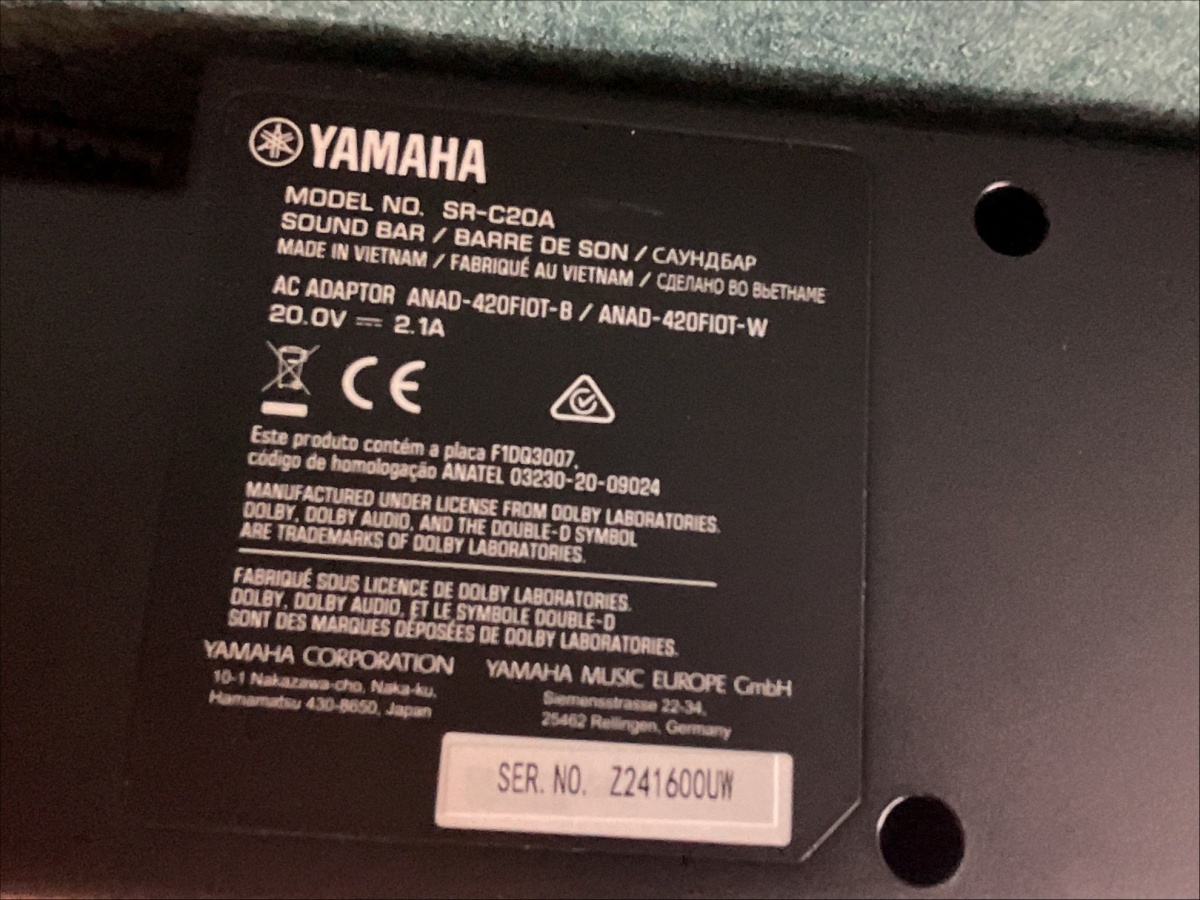 YAMAHA
MODEL NO. SR-C20A
SOUND BAR / BARRE DE SON / САУНДБАР
MADE IN VIETNAM / FABRIQUÉ AU VIETNAM / СДЕЛАНО ВО ВЬЕТНАМЕ
AC ADAPTOR ANAD-420FIOT-B / ANAD-420FIOT-W
20.0V ⎓ 2.1A
CE
Este produto contém a placa F1DQ3007,
código de homologação ANATEL 03230-20-09024
MANUFACTURED UNDER LICENSE FROM DOLBY LABORATORIES.
DOLBY, DOLBY AUDIO, AND THE DOUBLE-D SYMBOL
ARE TRADEMARKS OF DOLBY LABORATORIES.
FABRIQUÉ SOUS LICENCE DE DOLBY LABORATORIES.
DOLBY, DOLBY AUDIO, ET LE SYMBOLE DOUBLE-D
SONT DES MARQUES DÉPOSÉES DE DOLBY LABORATORIES.
YAMAHA CORPORATION
10-1 Nakazawa-cho, Naka-ku,
Hamamatsu 430-8650, Japan
YAMAHA MUSIC EUROPE GmbH
Siemensstrasse 22-34,
25462 Rellingen, Germany
SER. NO. Z241600UW